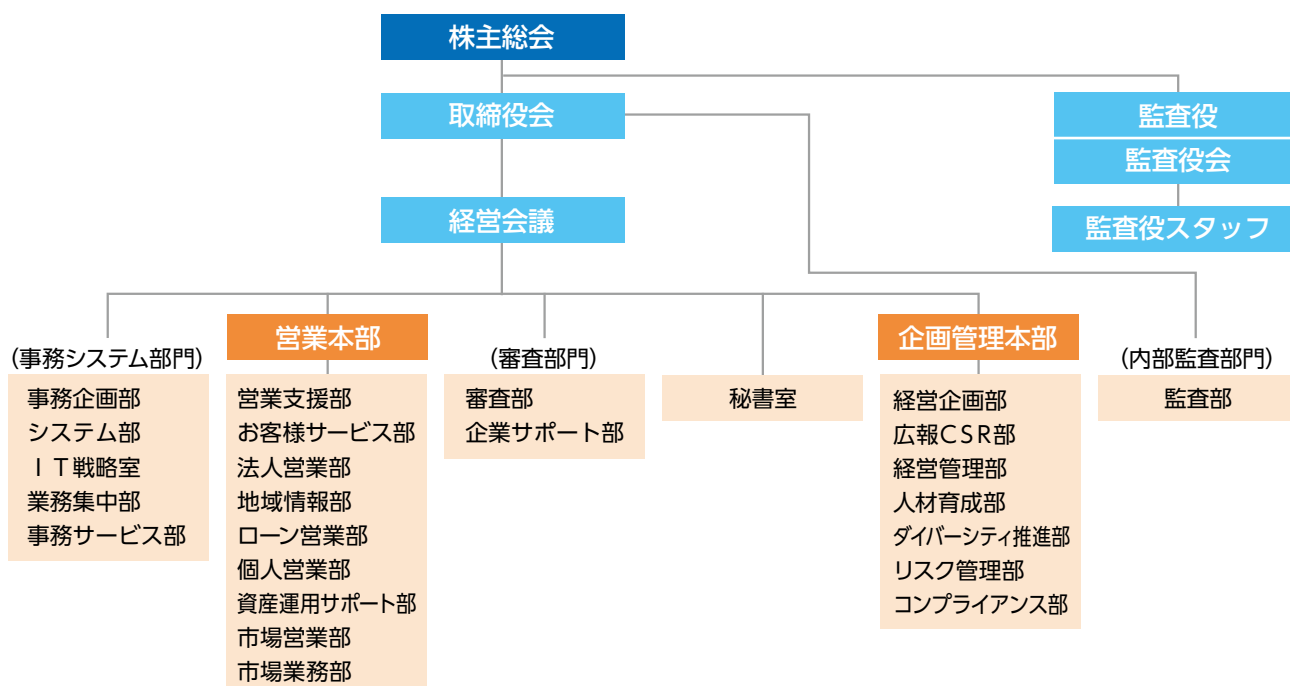 株主総会
取締役会
監査役
監査役会
経営会議
監査役スタッフ
(事務システム部門)
事務企画部
システム部
ＩＴ戦略室
業務集中部
事務サービス部
営業本部
営業支援部
お客様サービス部
法人営業部
地域情報部
ローン営業部
個人営業部
資産運用サポート部
市場営業部
市場業務部
(審査部門)
審査部
企業サポート部
秘書室
企画管理本部
経営企画部
広報CSR部
経営管理部
人材育成部
ダイバーシティ推進部
リスク管理部
コンプライアンス部
(内部監査部門)
監査部